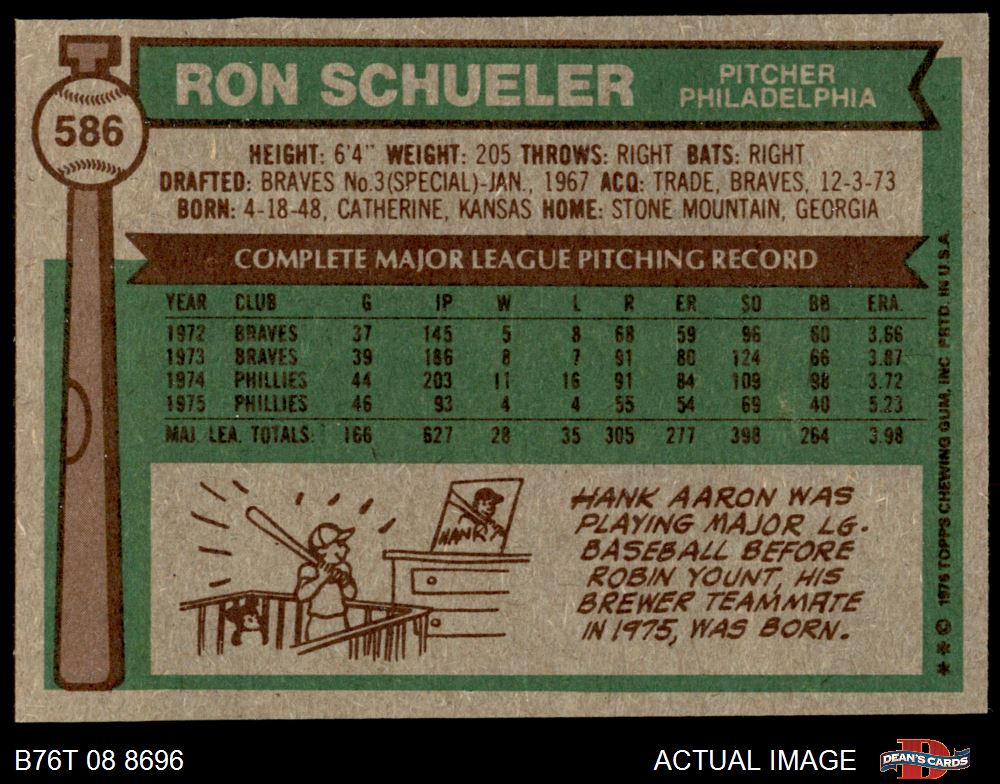 586
RON SCHUELER
PITCHER
PHILADELPHIA
HEIGHT: 6'4" WEIGHT: 205 THROWS: RIGHT BATS: RIGHT
DRAFTED: BRAVES No.3(SPECIAL)-JAN., 1967 ACQ: TRADE, BRAVES, 12-3-73
BORN: 4-18-48, CATHERINE, KANSAS HOME: STONE MOUNTAIN, GEORGIA
COMPLETE MAJOR LEAGUE PITCHING RECORD
YEAR CLUB G IP W L R ER SO BB ERA.
1972 BRAVES 37 145 5 8 68 59 96 60 3.66
1973 BRAVES 39 186 8 7 91 80 124 66 3.87
1974 PHILLIES 44 203 11 16 91 84 109 98 3.72
1975 PHILLIES 46 93 4 4 55 54 69 40 5.23
MAJ. LEA. TOTALS: 166 627 28 35 305 277 398 264 3.98
HANK A
HANK AARON WAS
PLAYING MAJOR LG.
BASEBALL BEFORE
ROBIN YOUNT, HIS
BREWER TEAMMATE
IN 1975, WAS BORN.
* * © 1976 TOPPS CHEWING GUM, INC. PRTD. IN U.S.A.
B76T 08 8696
ACTUAL IMAGE
D
DEAN'S CARDS